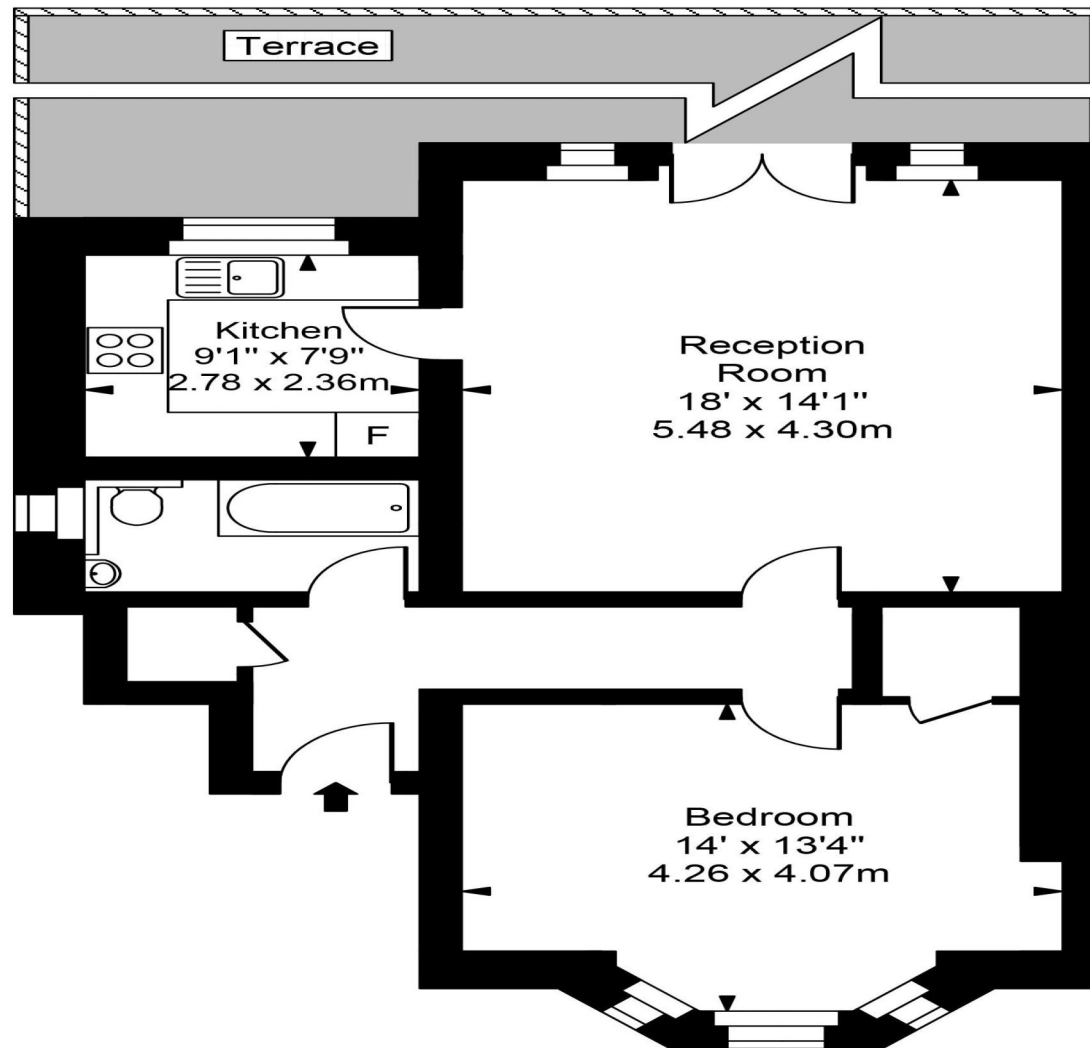 Terrace
Kitchen
9'1" x 7'9"
2.78 x 2.36m
F
Reception
Room
18' x 14'1"
5.48 x 4.30m
Bedroom
14' x 13'4"
4.26 x 4.07m